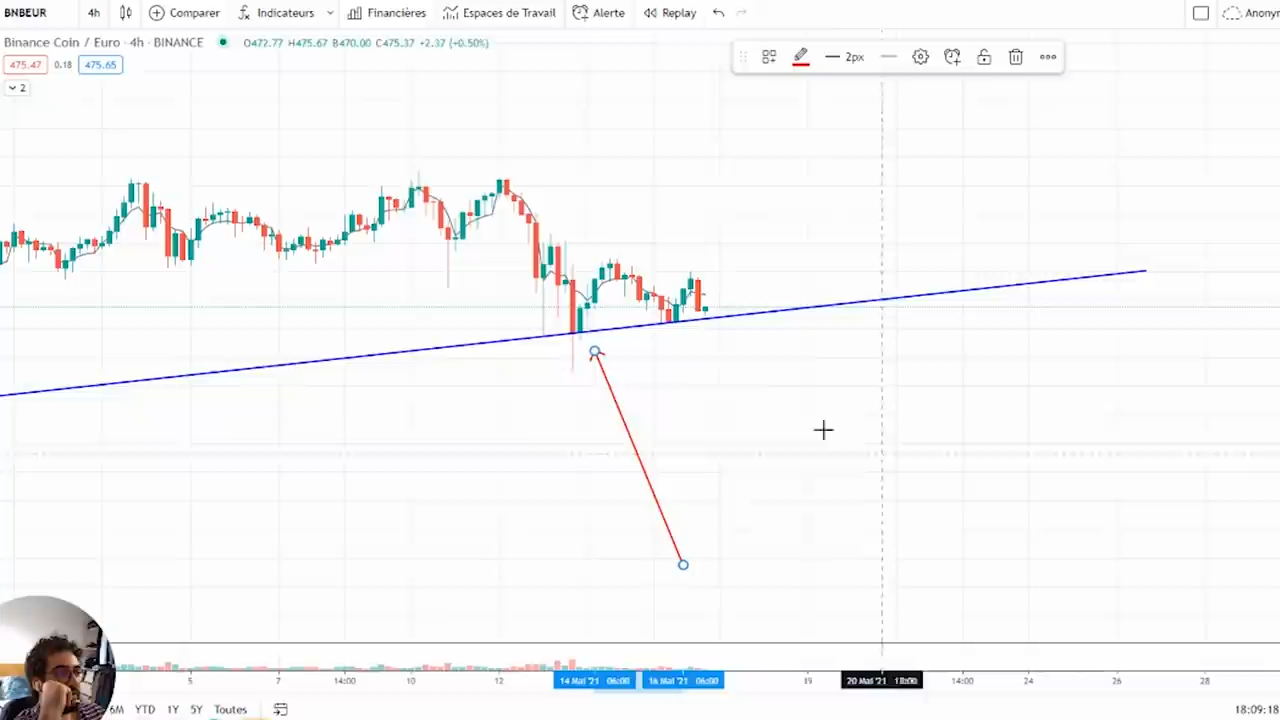 BNBEUR 4h Comparer Indicateurs Financières Espaces de Travail Alerte Replay Anonym
Binance Coin / Euro · 4h · BINANCE O472.77 H475.67 B470.00 C475.37 +2.37 (+0.50%)
475.47 0.18 475.65
2px
2
5 7 14:00 10 12 14 Mai '21 06:00 16 Mai '21 06:00 19 20 Mai '21 18:00 14:00 24 26 28
6M YTD 1Y 5Y Toutes 18:09:18